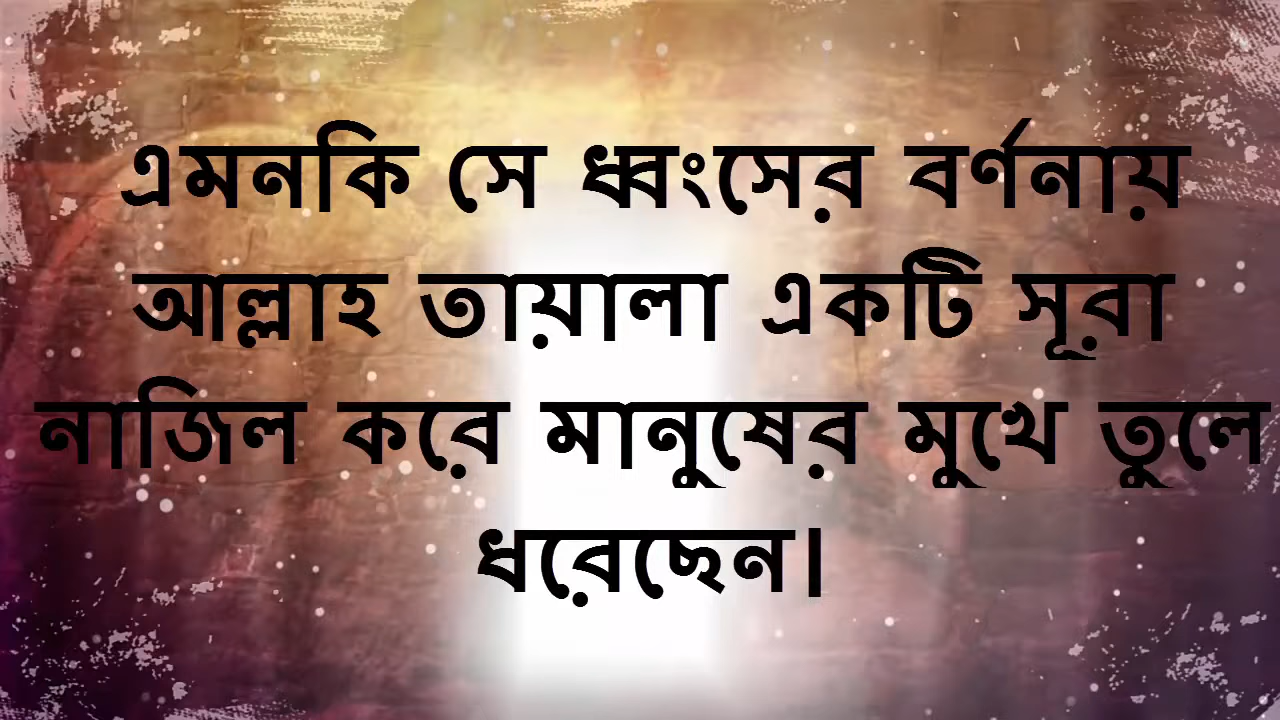 এমনকি সে ধ্বংসের বর্ণনায়
আল্লাহ তায়ালা একটি সূরা
নাজিল করে মানুষের মুখে তুলে
ধরেছেন।